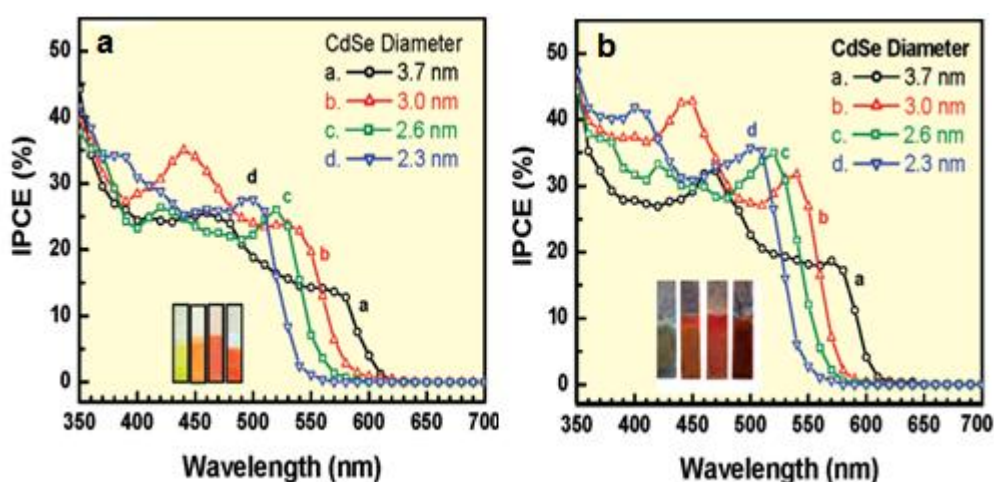 a
CdSe Diameter
a. 3.7 nm
b. 3.0 nm
c. 2.6 nm
d. 2.3 nm
50
40
30
20
10
0
IPCE (%)
d
c
b
a
350 400 450 500 550 600 650 700
Wavelength (nm)
b
CdSe Diameter
a. 3.7 nm
b. 3.0 nm
c. 2.6 nm
d. 2.3 nm
50
40
30
20
10
0
IPCE (%)
d
c
b
a
350 400 450 500 550 600 650 700
Wavelength (nm)